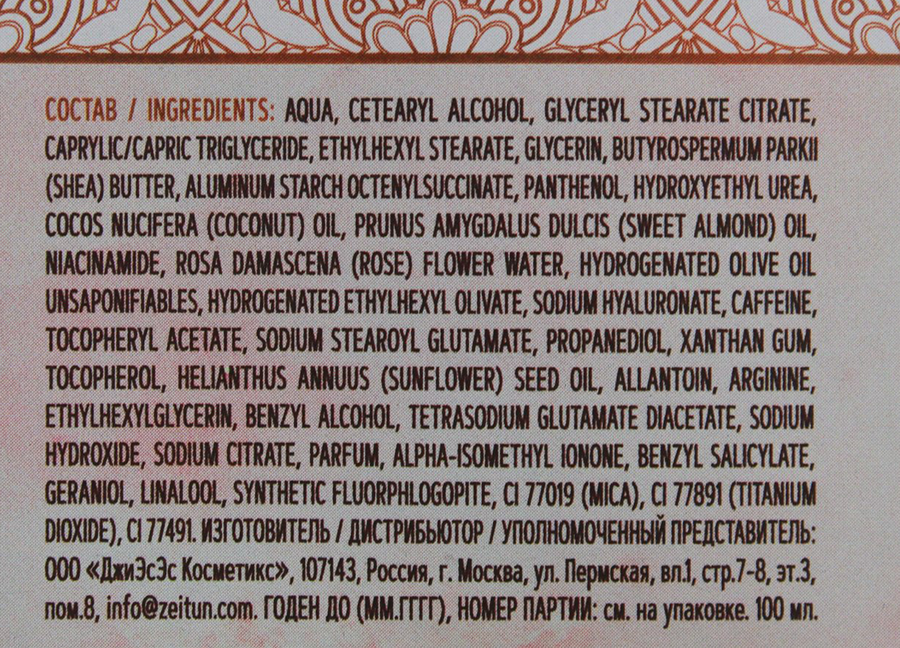 СОСТАВ / INGREDIENTS: AQUA, CETEARYL ALCOHOL, GLYCERYL STEARATE CITRATE,
CAPRYLIC/CAPRIC TRIGLYCERIDE, ETHYLHEXYL STEARATE, GLYCERIN, BUTYROSPERMUM PARKII
(SHEA) BUTTER, ALUMINUM STARCH OCTENYLSUCCINATE, PANTHENOL, HYDROXYETHYL UREA,
COCOS NUCIFERA (COCONUT) OIL, PRUNUS AMYGDALUS DULCIS (SWEET ALMOND) OIL,
NIACINAMIDE, ROSA DAMASCENA (ROSE) FLOWER WATER, HYDROGENATED OLIVE OIL
UNSAPONIFIABLES, HYDROGENATED ETHYLHEXYL OLIVATE, SODIUM HYALURONATE, CAFFEINE,
TOCOPHERYL ACETATE, SODIUM STEAROYL GLUTAMATE, PROPANEDIOL, XANTHAN GUM,
TOCOPHEROL, HELIANTHUS ANNUUS (SUNFLOWER) SEED OIL, ALLANTOIN, ARGININE,
ETHYLHEXYLGLYCERIN, BENZYL ALCOHOL, TETRASODIUM GLUTAMATE DIACETATE, SODIUM
HYDROXIDE, SODIUM CITRATE, PARFUM, ALPHA-ISOMETHYL IONONE, BENZYL SALICYLATE,
GERANIOL, LINALOOL, SYNTHETIC FLUORPHLOGOPITE, CI 77019 (MICA), CI 77891 (TITANIUM
DIOXIDE), CI 77491. ИЗГОТОВИТЕЛЬ / ДИСТРИБЬЮТОР / УПОЛНОМОЧЕННЫЙ ПРЕДСТАВИТЕЛЬ:
ООО «ДжиЭсЭс Косметикс», 107143, Россия, г. Москва, ул. Пермская, вл.1, стр.7-8, эт.3,
пом.8, info@zeitun.com. ГОДЕН ДО (ММ.ГГГГ), НОМЕР ПАРТИИ: см. на упаковке. 100 мл.